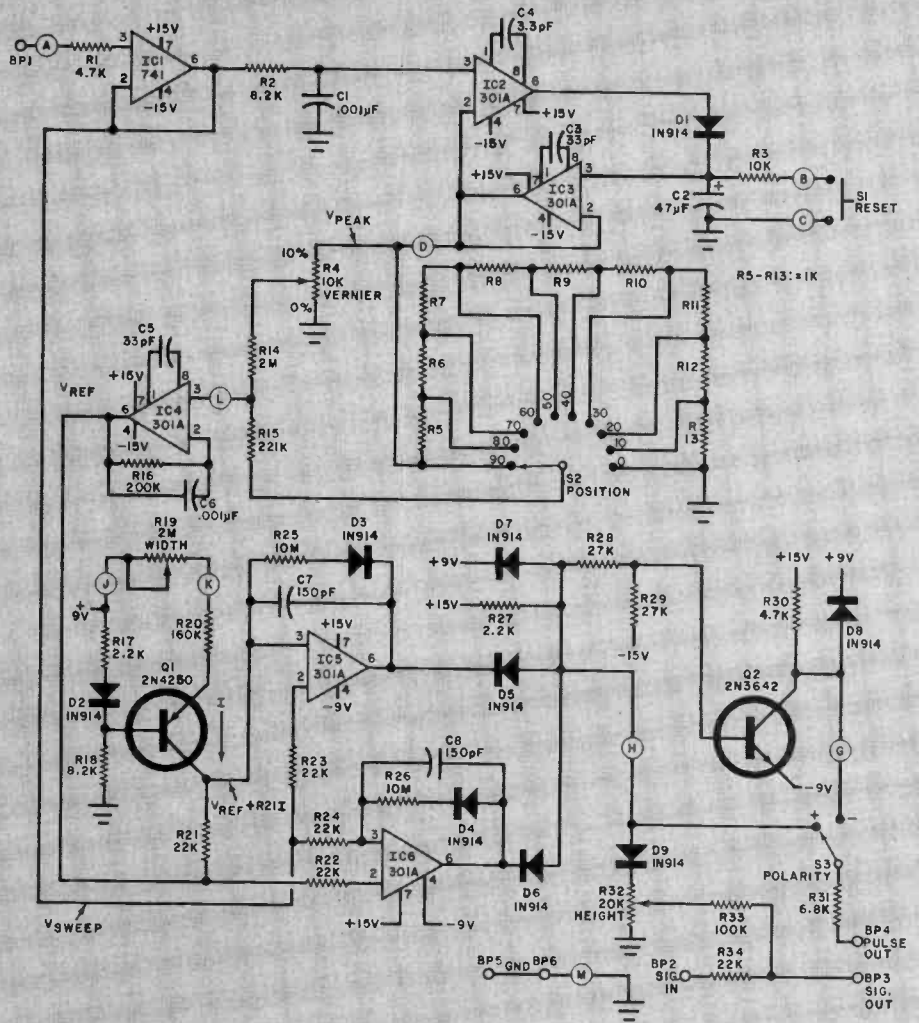 C4
3.3pF
+15V
A
BP1
R1
4.7K
3
7
IC1
741
6
2
4
-15V
R2
8.2K
C1
.001µF
3
1
8
IC2
301A
6
2
7
4
+15V
-15V
D1
1N914
C3
33pF
+15V
7
1
8
3
6
IC3
301A
4
-15V
2
R3
10K
B
C2
+
47µF
C
S1
RESET
VPEAK
D
10%
R4
10K
VERNIER
0%
R5-R13:=1K
R7
R8
R9
R10
R11
R6
R12
R5
R
13
90
80
70
60
50
40
30
20
10
0
S2
POSITION
C5
33pF
R14
2M
VREF
+15V
7
1
8
3
L
6
IC4
301A
4
-15V
2
R15
221K
R16
200K
C6
.001µF
R19
2M
WIDTH
J
K
+
9V
R17
2.2K
R20
160K
Q1
2N4250
D2
1N914
I
R18
8.2K
R21
22K
VREF+R21I
R25
10M
D3
1N914
C7
150pF
+15V
3
7
IC5
301A
6
2
4
-9V
R23
22K
D7
1N914
+9V
+15V
R27
2.2K
D5
1N914
R28
27K
R29
27K
-15V
+15V
+9V
R30
4.7K
D8
1N914
Q2
2N3642
-9V
G
H
C8
150pF
R26
10M
D4
1N914
R24
22K
R22
22K
3
IC6
301A
6
2
7
4
+15V
-9V
D6
1N914
VSWEEP
D9
1N914
R32
20K
HEIGHT
+
-
S3
POLARITY
R31
6.8K
BP4
PULSE
OUT
R33
100K
BP5
GND
BP6
M
BP2
SIG.
IN
R34
22K
BP3
SIG.
OUT